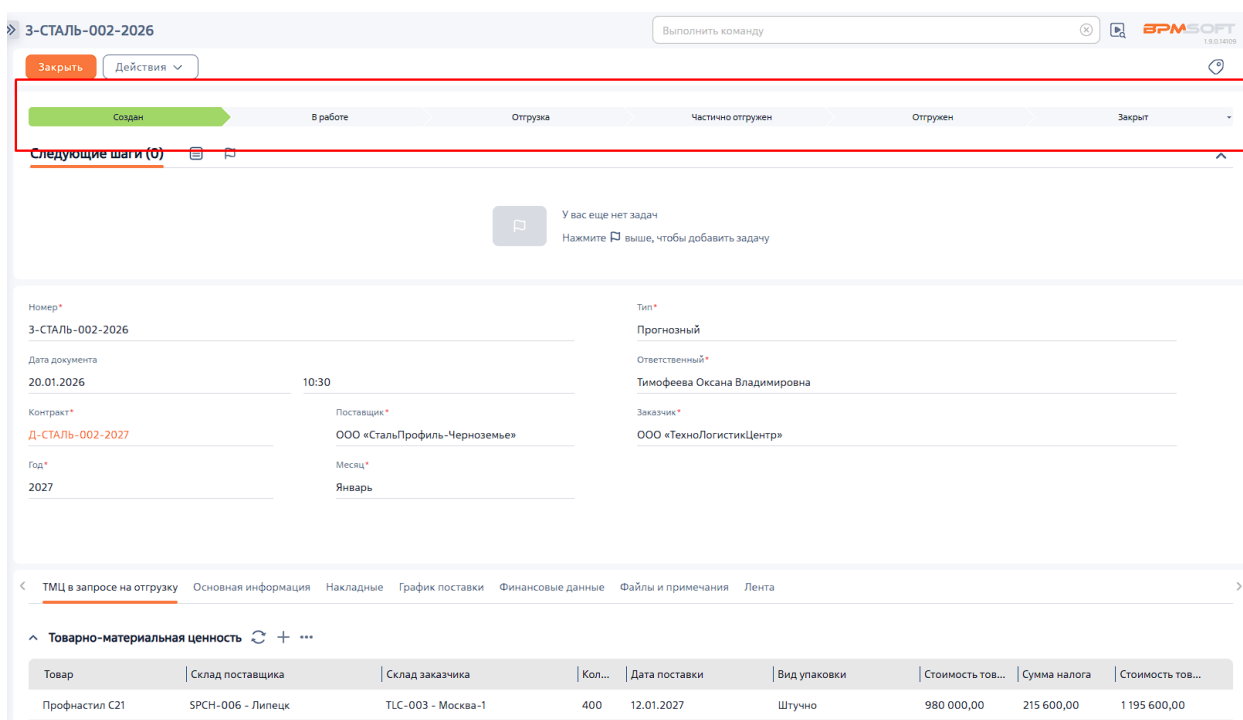 З-СТАЛЬ-002-2026
Выполнить команду
BPMSOFT
1.9.0.14109
Закрыть
Действия
Создан
В работе
Отгрузка
Частично отгружен
Отгружен
Закрыт
Следующие шаги (0)
У вас еще нет задач
Нажмите выше, чтобы добавить задачу
Номер*
Тип*
З-СТАЛЬ-002-2026
Прогнозный
Дата документа
Ответственный*
20.01.2026
10:30
Тимофеева Оксана Владимировна
Контракт*
Поставщик*
Заказчик*
Д-СТАЛЬ-002-2027
ООО «СтальПрофиль-Черноземье»
ООО «ТехноЛогистикЦентр»
Год*
Месяц*
2027
Январь
ТМЦ в запросе на отгрузку
Основная информация
Накладные
График поставки
Финансовые данные
Файлы и примечания
Лента
Товарно-материальная ценность
Товар
Склад поставщика
Склад заказчика
Кол...
Дата поставки
Вид упаковки
Стоимость тов...
Сумма налога
Стоимость тов...
Профнастил С21
SPCH-006 - Липецк
TLC-003 - Москва-1
400
12.01.2027
Штучно
980 000,00
215 600,00
1 195 600,00